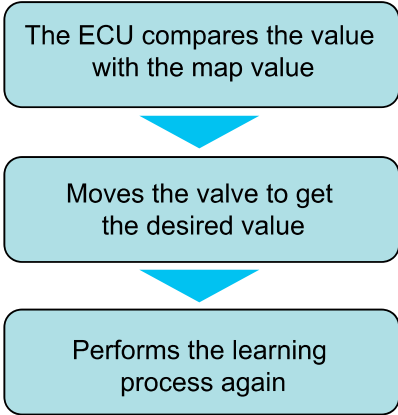 The ECU compares the value
with the map value
Moves the valve to get
the desired value
Performs the learning
process again